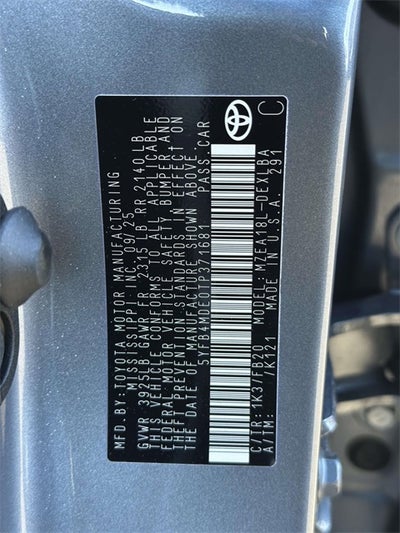 MFD. BY: TOYOTA MOTOR MANUFACTURING
MISSISSIPPI INC. 09/25
GVWR 3925LB GAWR FR 2315 LB RR 2140 LB
THIS VEHICLE CONFORMS TO ALL APPLICABLE
FEDERAL MOTOR VEHICLE SAFETY BUMPER, AND
THEFT PREVENTION STANDARDS IN EFFECT ON
THE DATE OF MANUFACTURE SHOWN ABOVE.
5YFB4MDE0TP371681 PASS. CAR
C/TR: 1K3/FB20 MODEL: MZEA18L-DEXLBA
A/TM: /K121 MADE IN U.S.A. 291
TOYOTA
C